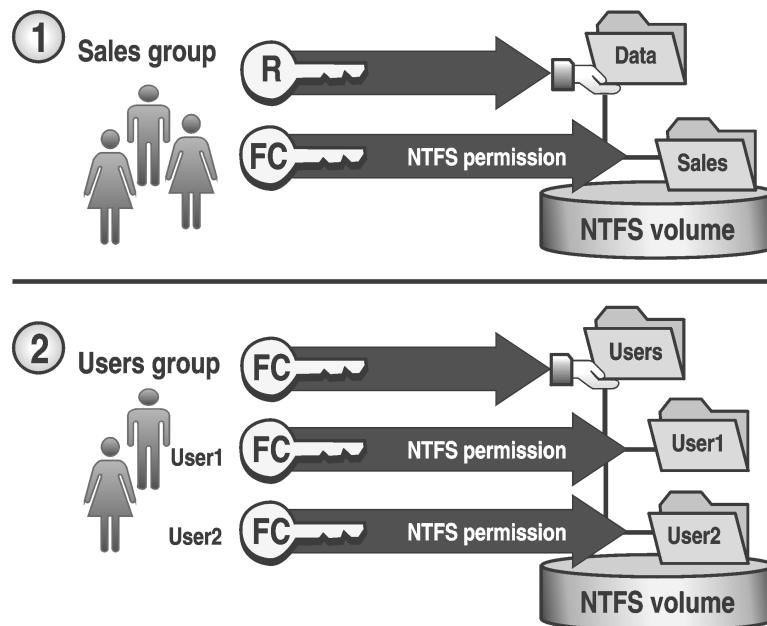 1
Sales group
R
Data
FC
NTFS permission
Sales
NTFS volume
2
Users group
FC
Users
User1
FC
NTFS permission
User1
User2
FC
NTFS permission
User2
NTFS volume